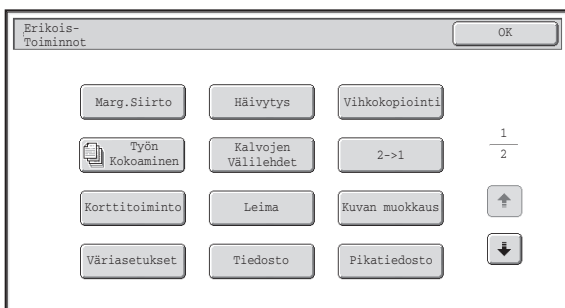 Erikois-
Toiminnot
OK
Marg.Siirto
Häivytys
Vihkokopiointi
Työn
Kokoaminen
Kalvojen
Välilehdet
2->1
1
2
Korttitoiminto
Leima
Kuvan muokkaus
Väriasetukset
Tiedosto
Pikatiedosto